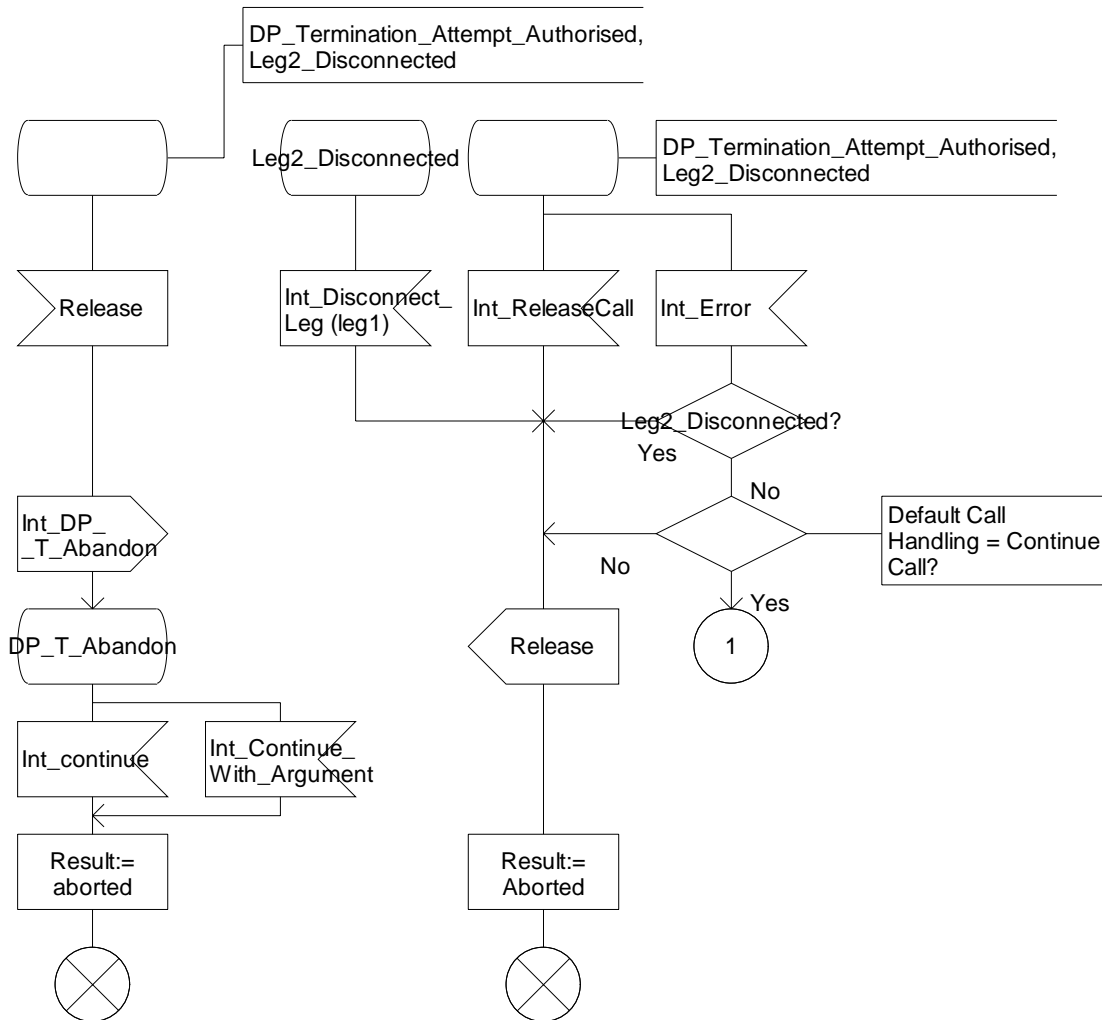 DP_Termination_Attempt_Authorised,
Leg2_Disconnected
Leg2_Disconnected
DP_Termination_Attempt_Authorised,
Leg2_Disconnected
Release
Int_Disconnect_
Leg (leg1)
Int_ReleaseCall
Int_Error
Leg2_Disconnected?
Yes
No
Int_DP_
_T_Abandon
Default Call
Handling = Continue
Call?
No
Yes
DP_T_Abandon
Release
1
Int_continue
Int_Continue_
With_Argument
Result:=
aborted
Result:=
Aborted